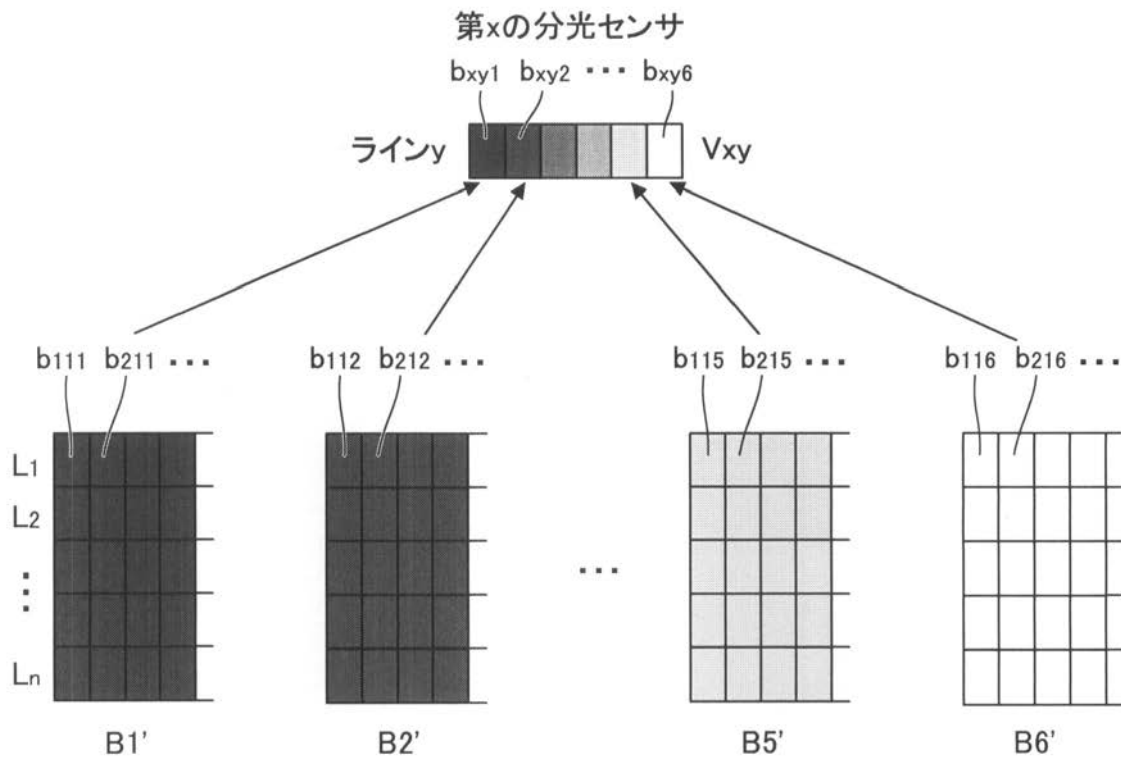 第xの分光センサ
bxy1 bxy2 ・・・ bxy6
ラインy Vxy
b111 b211 ・・・ b112 b212 ・・・ b115 b215 ・・・ b116 b216 ・・・
L1
L2
・・・
・・・
Ln
B1' B2' B5' B6'